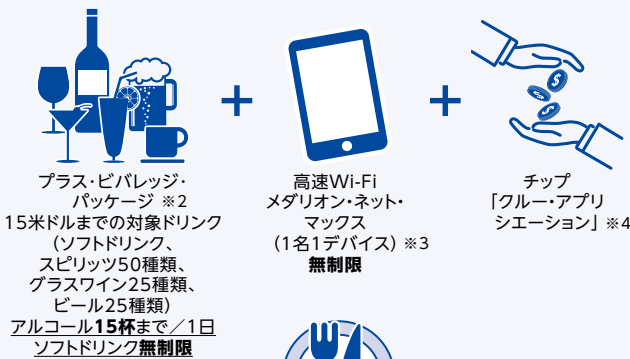 プラス・ビバレッジ・
パッケージ ※2
15米ドルまでの対象ドリンク
(ソフトドリンク、
スピリッツ50種類、
グラスワイン25種類、
ビール25種類)
アルコール15杯まで／1日
ソフトドリンク無制限
+
高速Wi-Fi
メダリオン・ネット・
マックス
(1名1デバイス) ※3
無制限
+
チップ
「クルー・アプリ
シエーション」 ※4